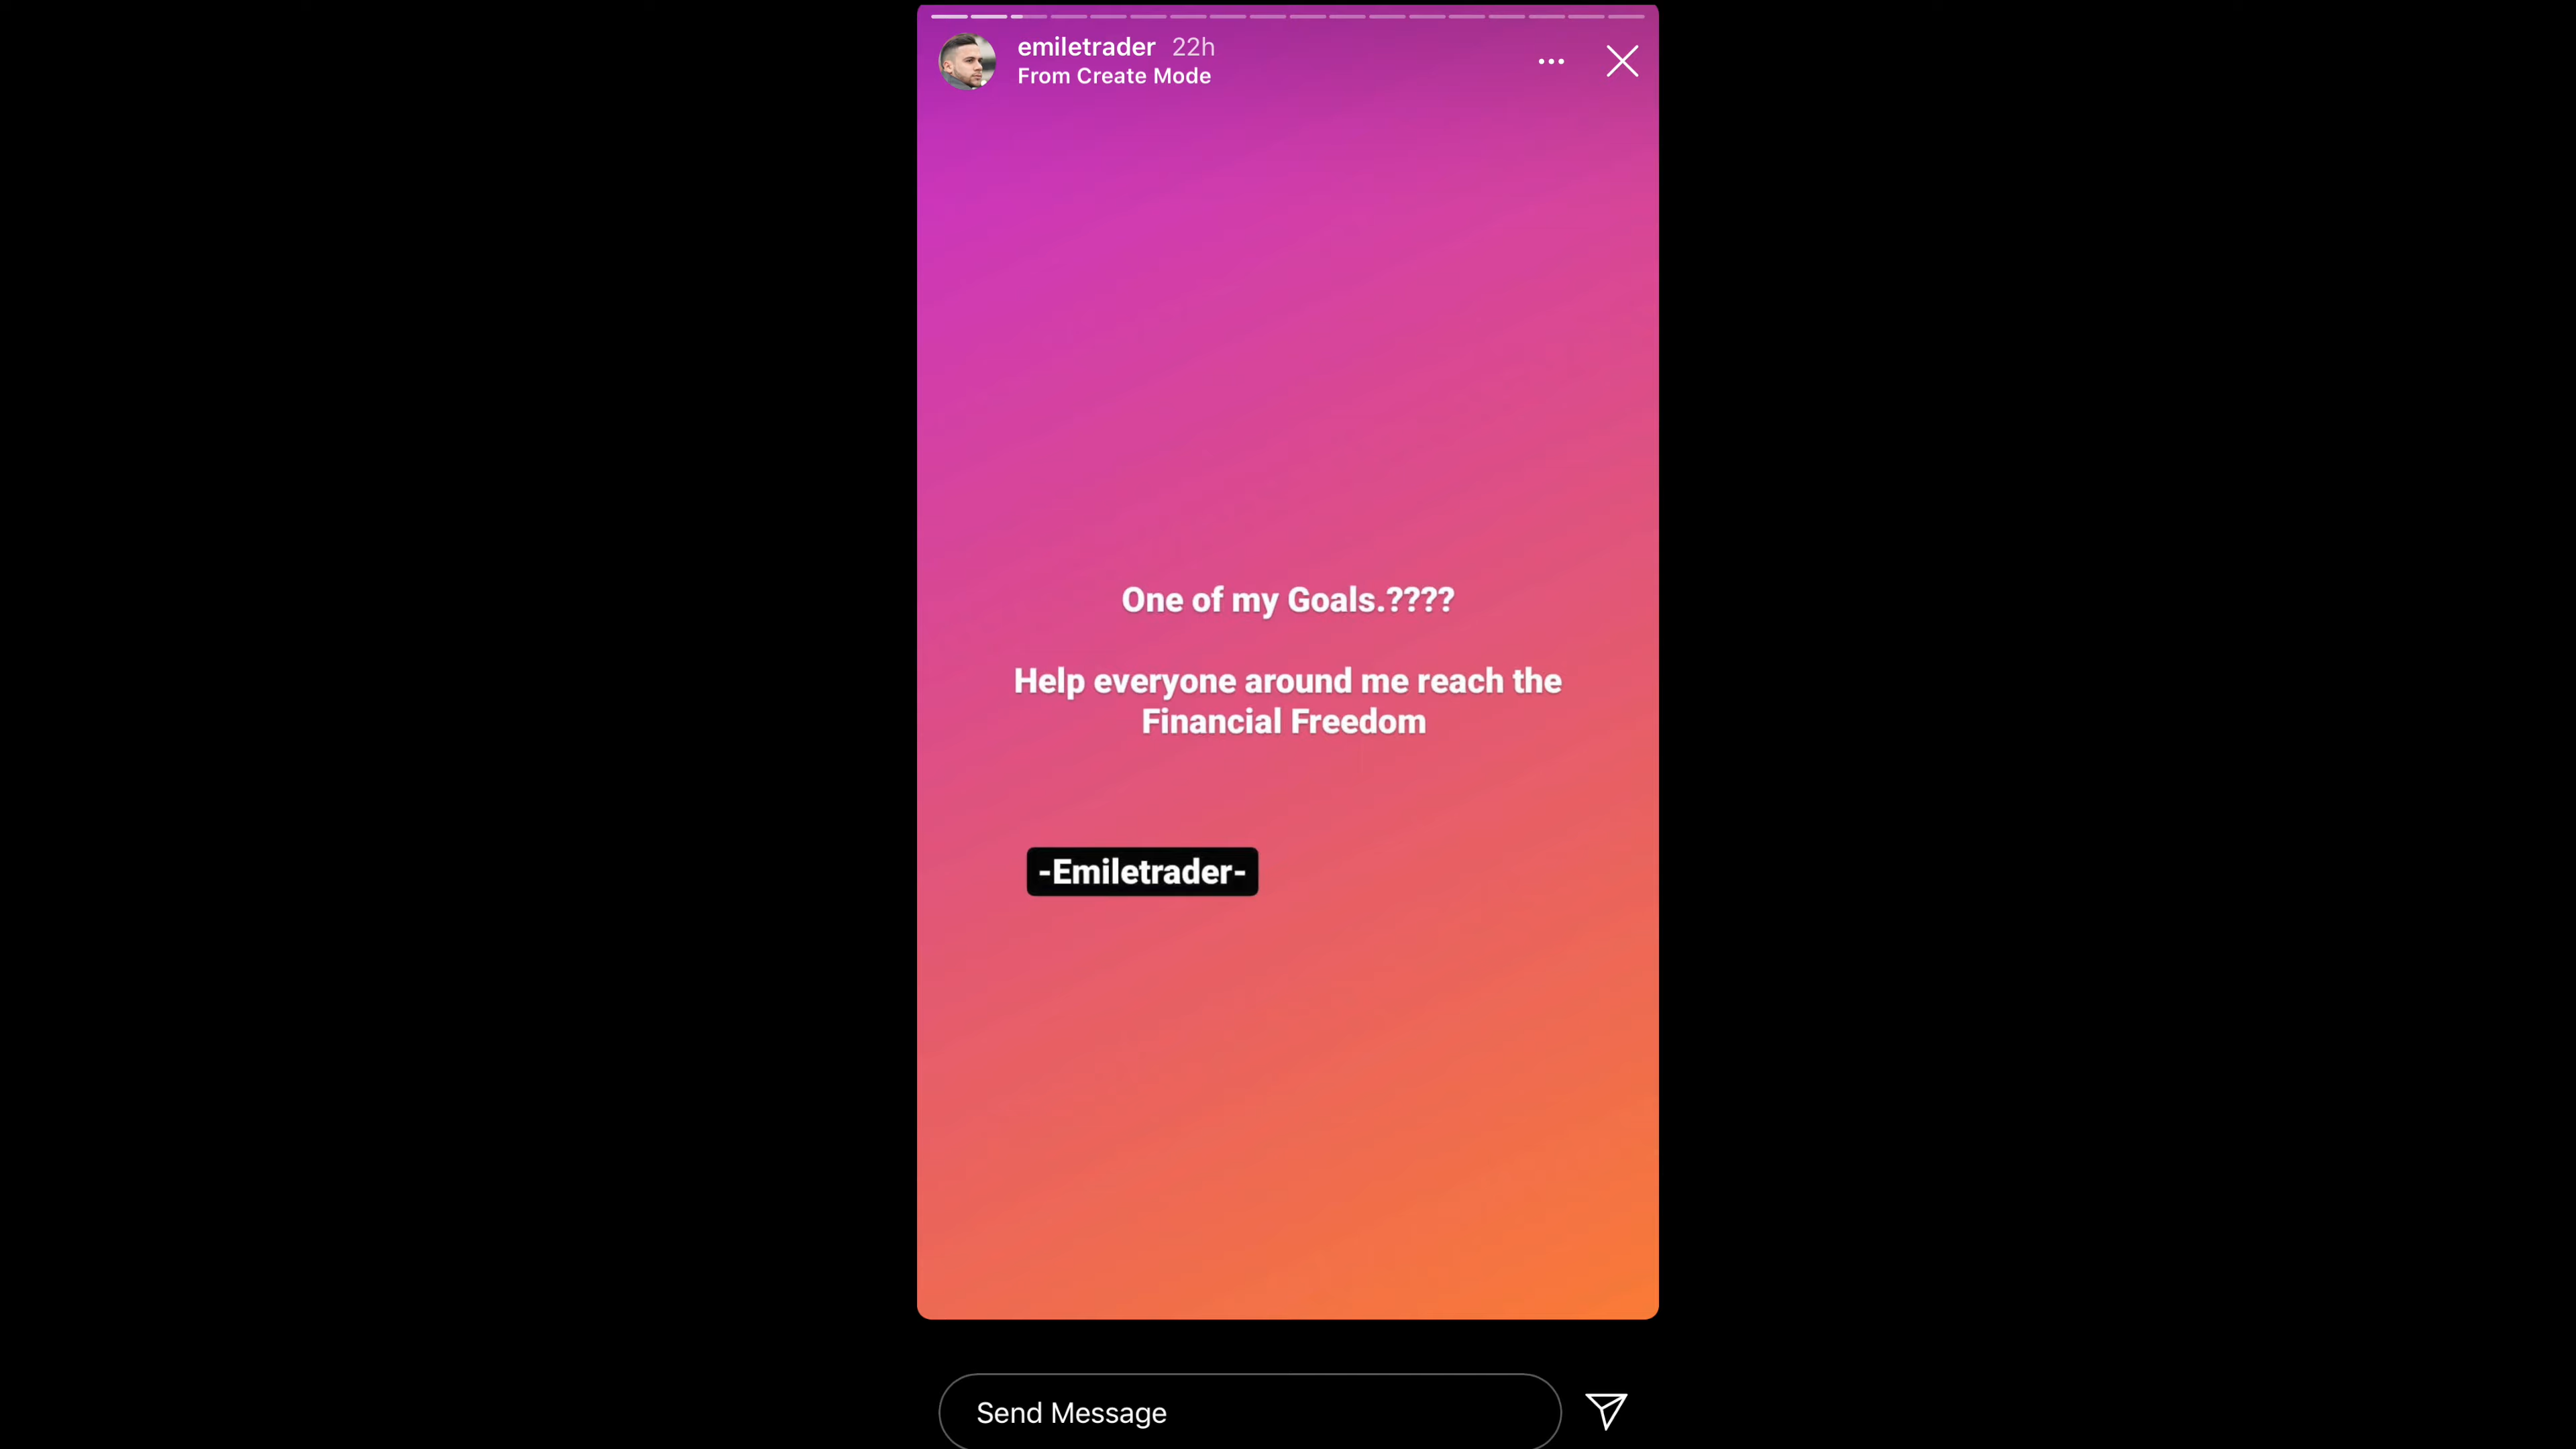 emiletrader 22h
From Create Mode
One of my Goals.????
Help everyone around me reach the
Financial Freedom
-Emiletrader-
Send Message